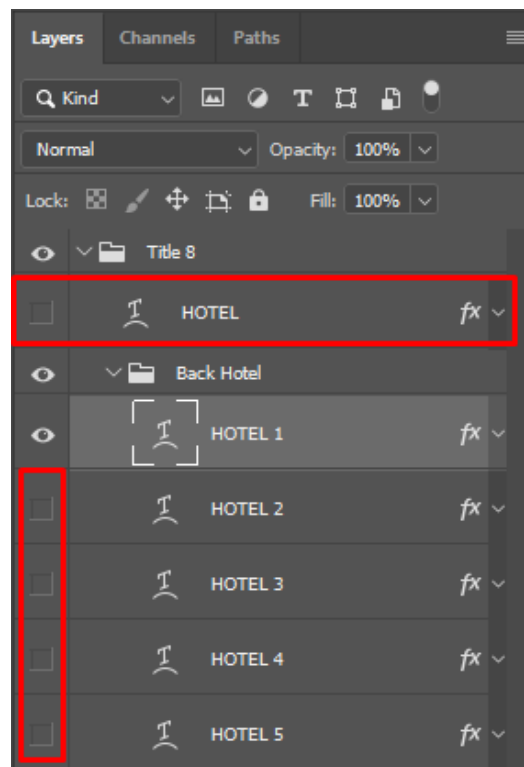 Layers Channels Paths
Kind
Normal Opacity: 100%
Lock: Fill: 100%
Title 8
HOTEL fx
Back Hotel
HOTEL 1 fx
HOTEL 2 fx
HOTEL 3 fx
HOTEL 4 fx
HOTEL 5 fx